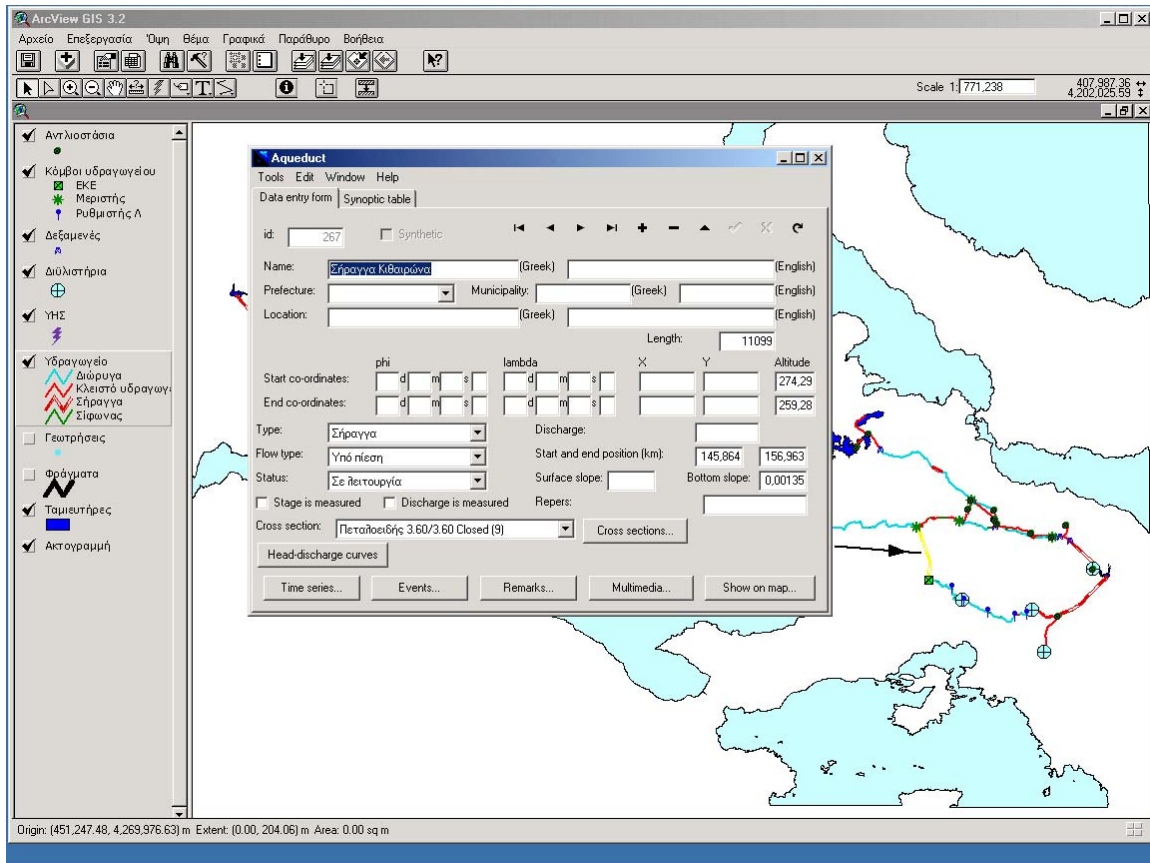 ArcView GIS 3.2
Αρχείο Επεξεργασία Όψη Θέμα Γραφικά Παράθυρο Βοήθεια
Scale 1: 771,238
407,987.36
4,202,025.59
Αντλιοστάσια
Κόμβοι υδραγωγείου
ΕΚΕ
Μεριστής
Ρυθμιστής Λ
Δεξαμενές
Διϋλιστήρια
ΥΗΣ
Υδραγωγείο
Διώρυγα
Κλειστό υδραγωγε
Σήραγγα
Σίφωνας
Γεωτρήσεις
Φράγματα
Ταμιευτήρες
Ακτογραμμή
Aqueduct
Tools Edit Window Help
Data entry form Synoptic table
id: 267 Synthetic
Name: Σήραγγα Κιθαιρώνα (Greek) (English)
Prefecture: Municipality: (Greek) (English)
Location: (Greek) (English)
Length: 11099
phi lambda X Y Altitude
Start co-ordinates: d m s d m s 274,29
End co-ordinates: d m s d m s 259,28
Type: Σήραγγα Discharge:
Flow type: Υπό πίεση Start and end position (km): 145,864 156,963
Status: Σε λειτουργία Surface slope: Bottom slope: 0,00135
Stage is measured Discharge is measured Repers:
Cross section: Πεταλοειδής 3.60/3.60 Closed (9) Cross sections...
Head-discharge curves
Time series... Events... Remarks... Multimedia... Show on map...
Origin: (451,247.48, 4,269,976.63) m Extent: (0.00, 204.06) m Area: 0.00 sq m